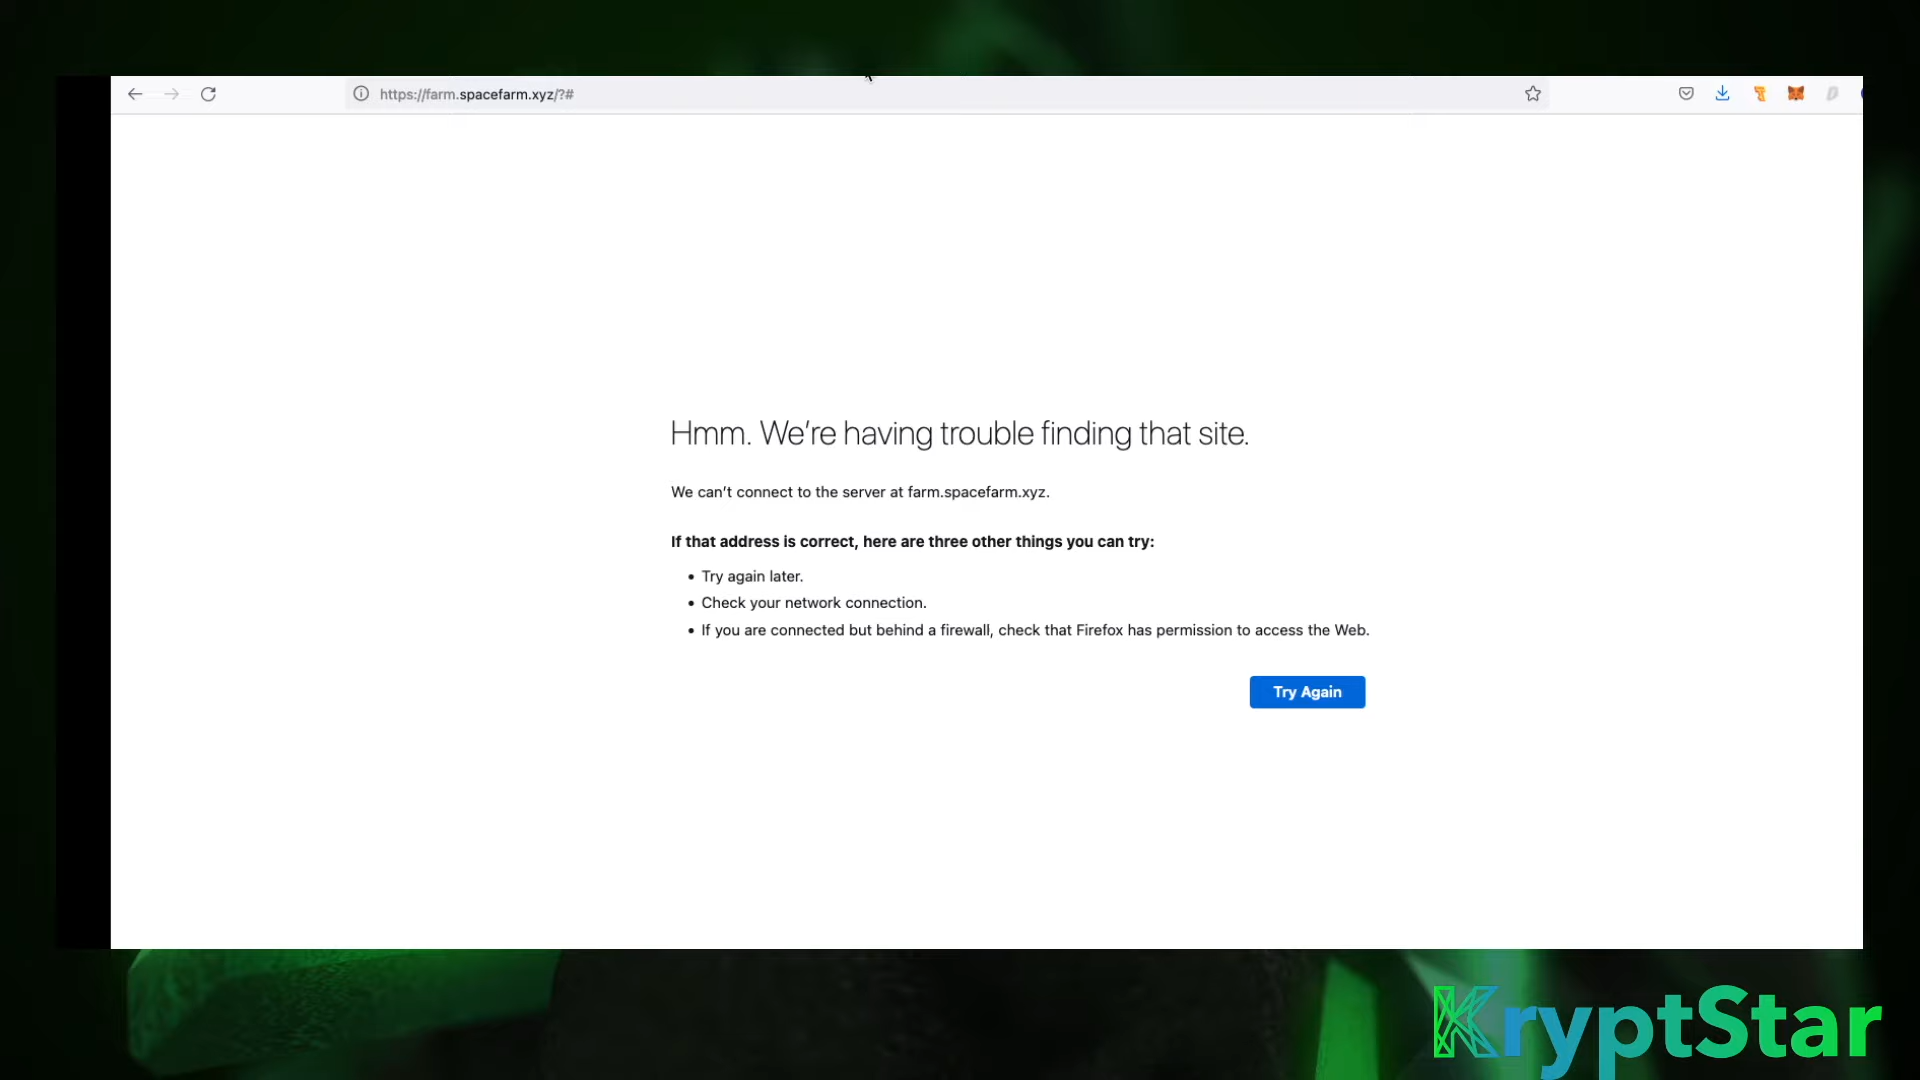 https://farm.spacefarm.xyz/?#
Hmm. We're having trouble finding that site.
We can't connect to the server at farm.spacefarm.xyz.
If that address is correct, here are three other things you can try:
• Try again later.
• Check your network connection.
• If you are connected but behind a firewall, check that Firefox has permission to access the Web.
Try Again
KryptStar